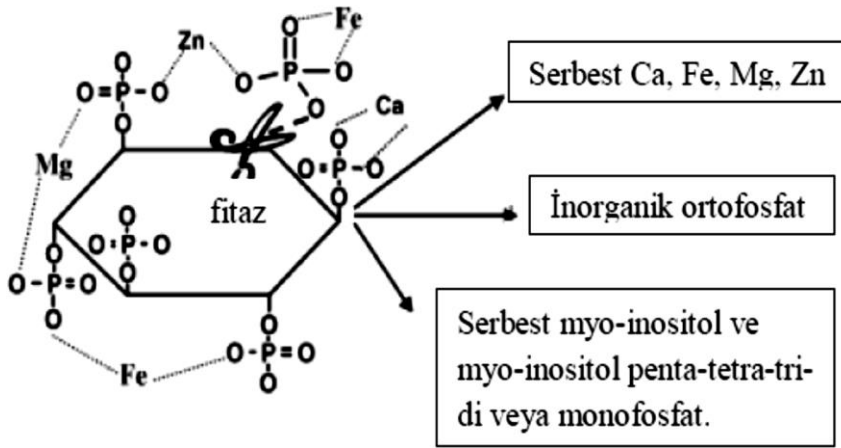 Zn
O
Fe
O
O=P-O
O-P-O
O
O
Ca
O
O=P-O
O
Mg
fitaz
O
O=P-O
O
O
O-P=O
O
O
O-P=O
O
Fe
Serbest Ca, Fe, Mg, Zn
İnorganik ortofosfat
Serbest myo-inositol ve
myo-inositol penta-tetra-tri-
di veya monofosfat.